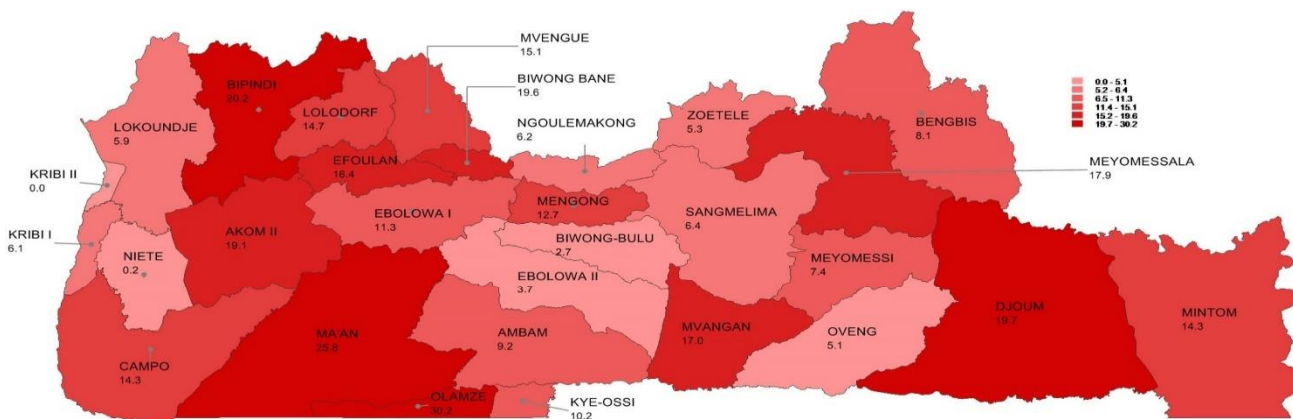 MVENGUE
15.1
BIPINDI
20.2
BIWONG BANE
19.6
LOLODORF
14.7
LOKOUNDJE
5.9
NGOULEMAKONG
6.2
ZOETELE
5.3
BENGBIS
8.1
0.0 - 5.1
5.2 - 6.4
6.5 - 11.3
11.4 - 15.1
15.2 - 19.6
19.7 - 30.2
MEYOMESSALA
17.9
EFOULAN
16.4
KRIBI II
0.0
MENGONG
12.7
EBOLOWA I
11.3
SANGMELIMA
6.4
AKOM II
19.1
KRIBI I
6.1
NIETE
0.2
BIWONG-BULU
2.7
MEYOMESSI
7.4
EBOLOWA II
3.7
DJOUM
19.7
MINTOM
14.3
MA'AN
25.8
AMBAM
9.2
MVANGAN
17.0
OVENG
5.1
CAMPO
14.3
OLAMZE
30.2
KYE-OSSI
10.2